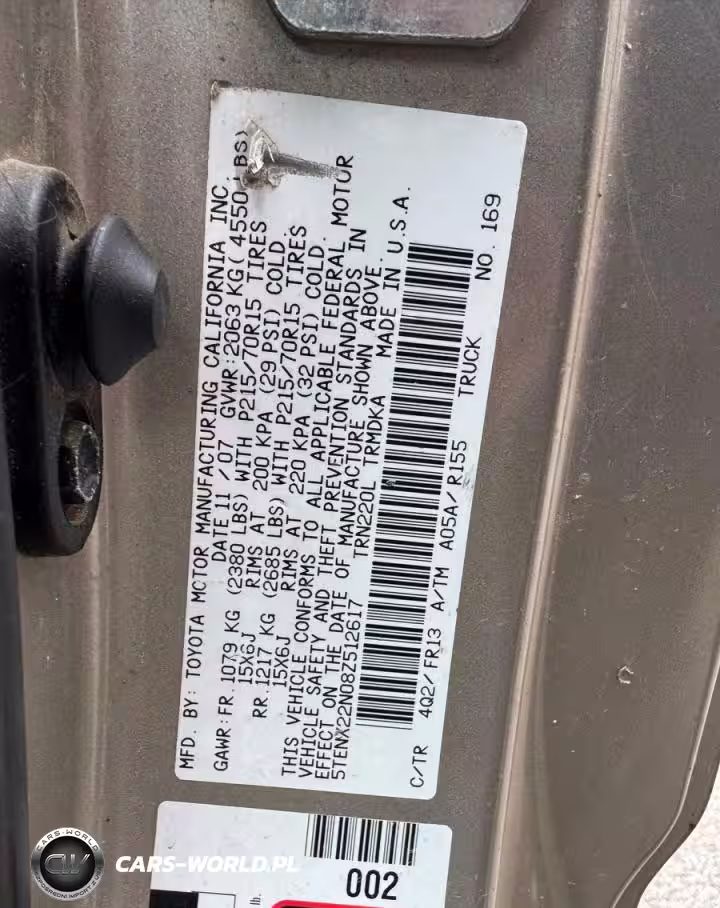 MFD. BY: TOYOTA MOTOR MANUFACTURING CALIFORNIA INC.
DATE 11 / 07 GVWR: 2063 KG( 4550 LBS)
GAWR: FR. 1079 KG (2380 LBS) WITH P215/70R15 TIRES
15X6J RIMS AT 200 KPA (29 PSI) COLD
RR. 1217 KG (2685 LBS) WITH P215/70R15 TIRES
15X6J RIMS AT 220 KPA (32 PSI) COLD.
THIS VEHICLE CONFORMS TO ALL APPLICABLE FEDERAL MOTOR
VEHICLE SAFETY AND THEFT PREVENTION STANDARDS IN
EFFECT ON THE DATE OF MANUFACTURE SHOWN ABOVE.
5TENX22N08Z512617 TRN220L TRMDKA MADE IN U.S.A.
C/TR 4Q2/ FR13 A/TM A05A/ R155 TRUCK NO. 169
002
lb.
CARS-WORLD
CW
CARS-WORLD.PL